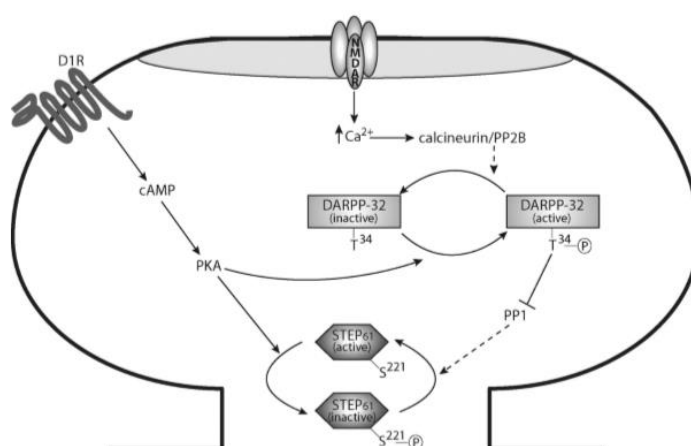 D1R
NMDAR
Ca²⁺
calcineurin/PP2B
cAMP
DARPP-32
(inactive)
T³⁴
DARPP-32
(active)
T³⁴ P
PKA
PP1
STEP₆₁
(active)
S²²¹
STEP₆₁
(inactive)
S²²¹ P